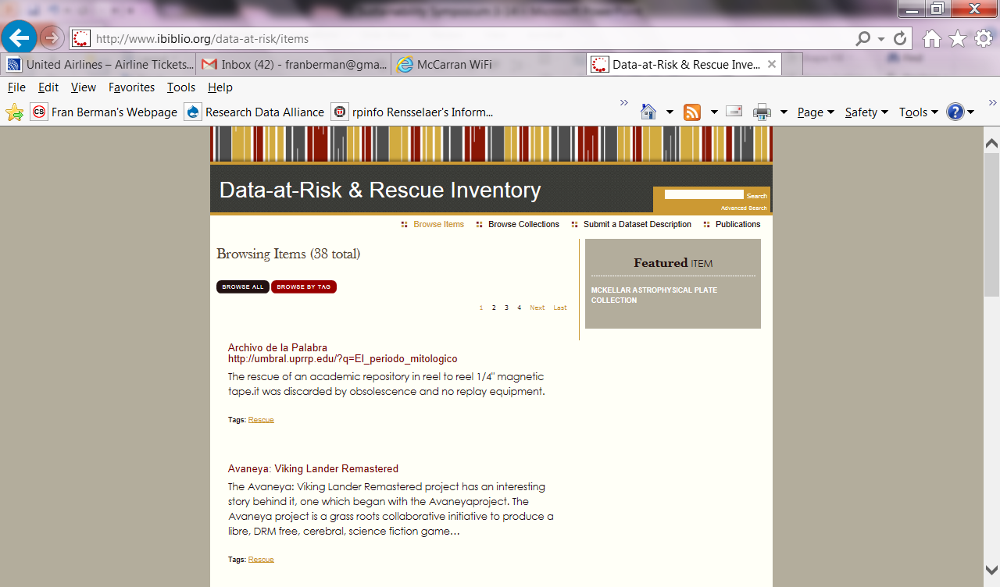 http://www.ibiblio.org/data-at-risk/items
United Airlines – Airline Tickets... Inbox (42) - franberman@gma... McCarran WiFi Data-at-Risk & Rescue Inve...
File Edit View Favorites Tools Help
Fran Berman's Webpage Research Data Alliance rpinfo Rensselaer's Inform... Page Safety Tools
Data-at-Risk & Rescue Inventory
Search
Advanced Search
Browse Items Browse Collections Submit a Dataset Description Publications
Browsing Items (38 total)
BROWSE ALL BROWSE BY TAG
1 2 3 4 Next Last
Featured ITEM
MCKELLAR ASTROPHYSICAL PLATE
COLLECTION
Archivo de la Palabra
http://umbral.uprrp.edu/?q=El_periodo_mitologico
The rescue of an academic repository in reel to reel 1/4" magnetic
tape.it was discarded by obsolescence and no replay equipment.
Tags: Rescue
Avaneya: Viking Lander Remastered
The Avaneya: Viking Lander Remastered project has an interesting
story behind it, one which began with the Avaneyaproject. The
Avaneya project is a grass roots collaborative initiative to produce a
libre, DRM free, cerebral, science fiction game…
Tags: Rescue